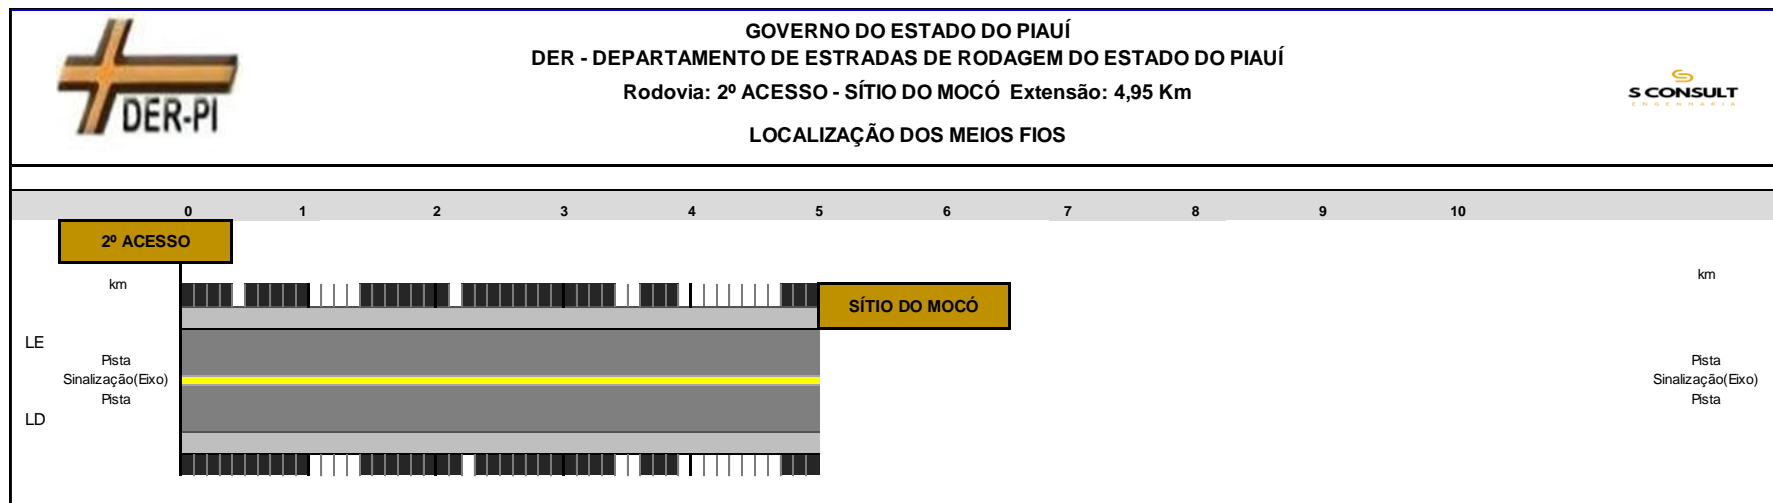 GOVERNO DO ESTADO DO PIAUÍ
DER - DEPARTAMENTO DE ESTRADAS DE RODAGEM DO ESTADO DO PIAUÍ
Rodovia: 2º ACESSO - SÍTIO DO MOCÓ Extensão: 4,95 Km
LOCALIZAÇÃO DOS MEIOS FIOS
DER-PI
S CONSULT
ENGENHARIA
0 1 2 3 4 5 6 7 8 9 10
2º ACESSO
km
km
SÍTIO DO MOCÓ
LE
Pista
Pista
Sinalização(Eixo)
Sinalização(Eixo)
Pista
Pista
LD